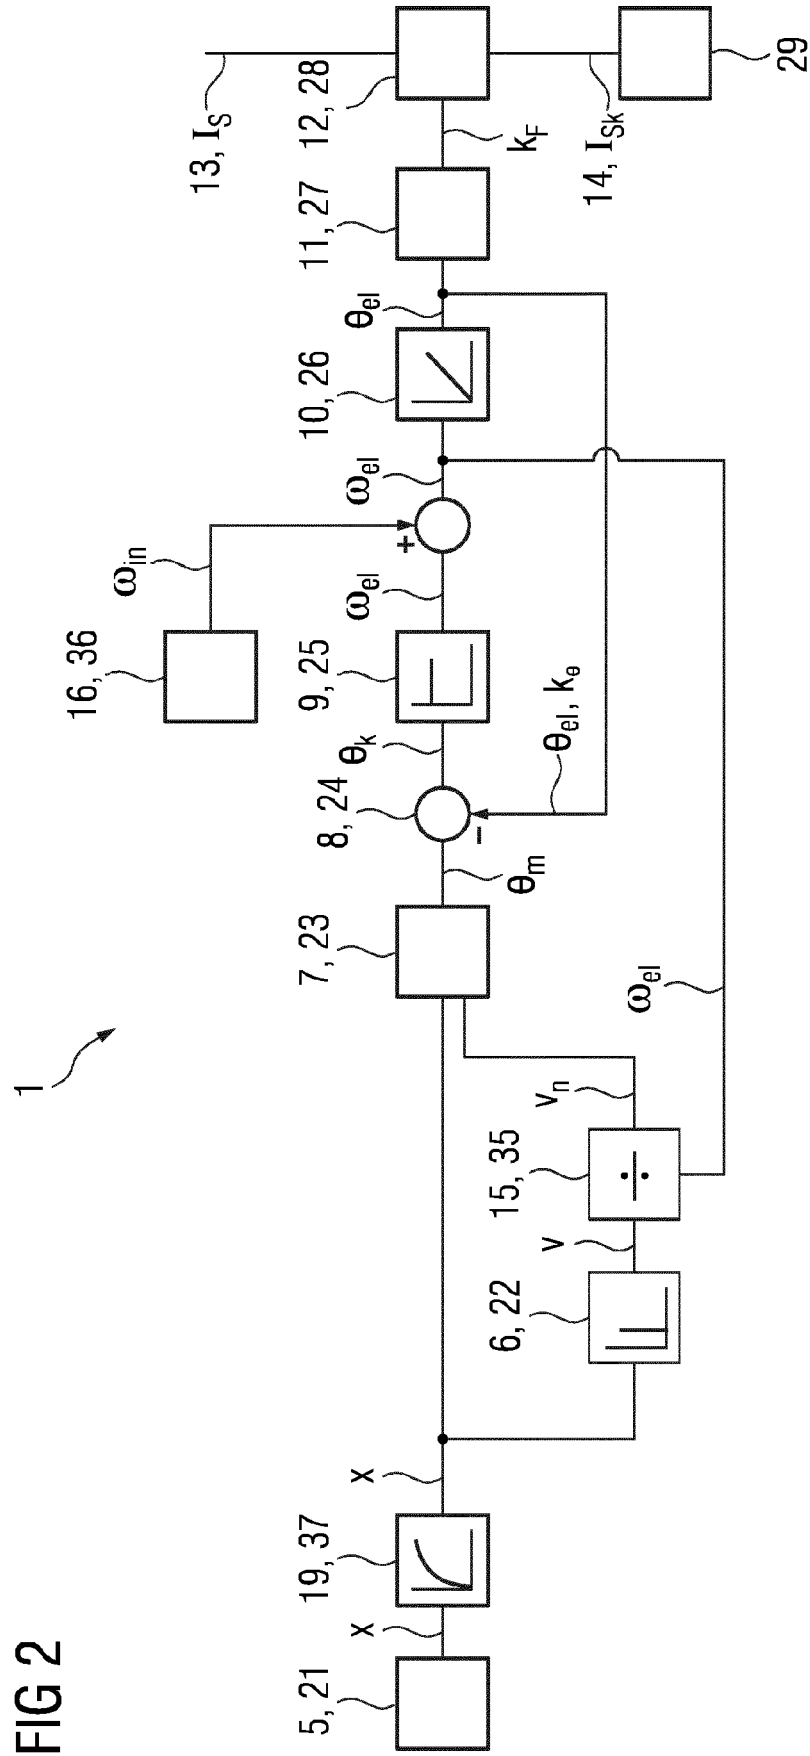 FIG 2
1
5, 21
x
19, 37
x
6, 22
v
15, 35
vn
ωel
7, 23
θm
8, 24
−
θk
θel, kθ
9, 25
16, 36
ωin
ωel
+
ωel
10, 26
θel
11, 27
kF
12, 28
13, IS
14, ISk
29
÷